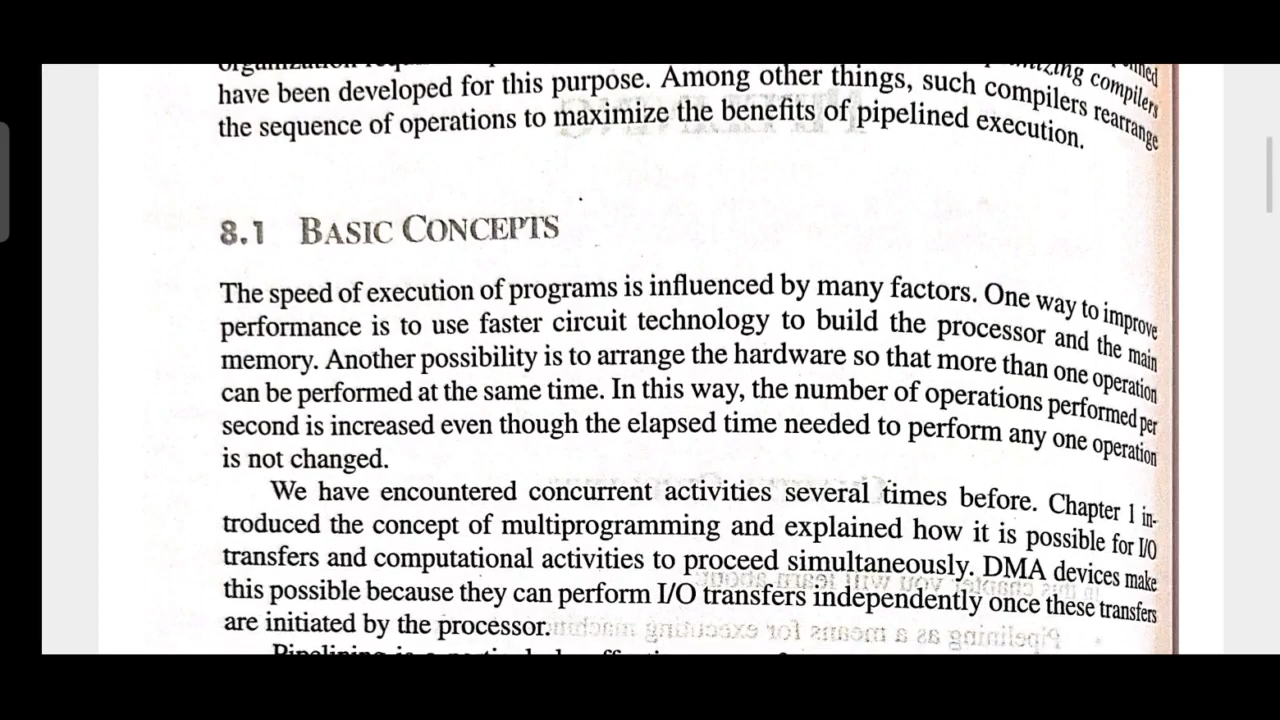 have been developed for this purpose. Among other things, such compilers rearrange
the sequence of operations to maximize the benefits of pipelined execution.
8.1 BASIC CONCEPTS
The speed of execution of programs is influenced by many factors. One way to improve
performance is to use faster circuit technology to build the processor and the main
memory. Another possibility is to arrange the hardware so that more than one operation
can be performed at the same time. In this way, the number of operations performed per
second is increased even though the elapsed time needed to perform any one operation
is not changed.
We have encountered concurrent activities several times before. Chapter 1 in-
troduced the concept of multiprogramming and explained how it is possible for I/O
transfers and computational activities to proceed simultaneously. DMA devices make
this possible because they can perform I/O transfers independently once these transfers
are initiated by the processor.